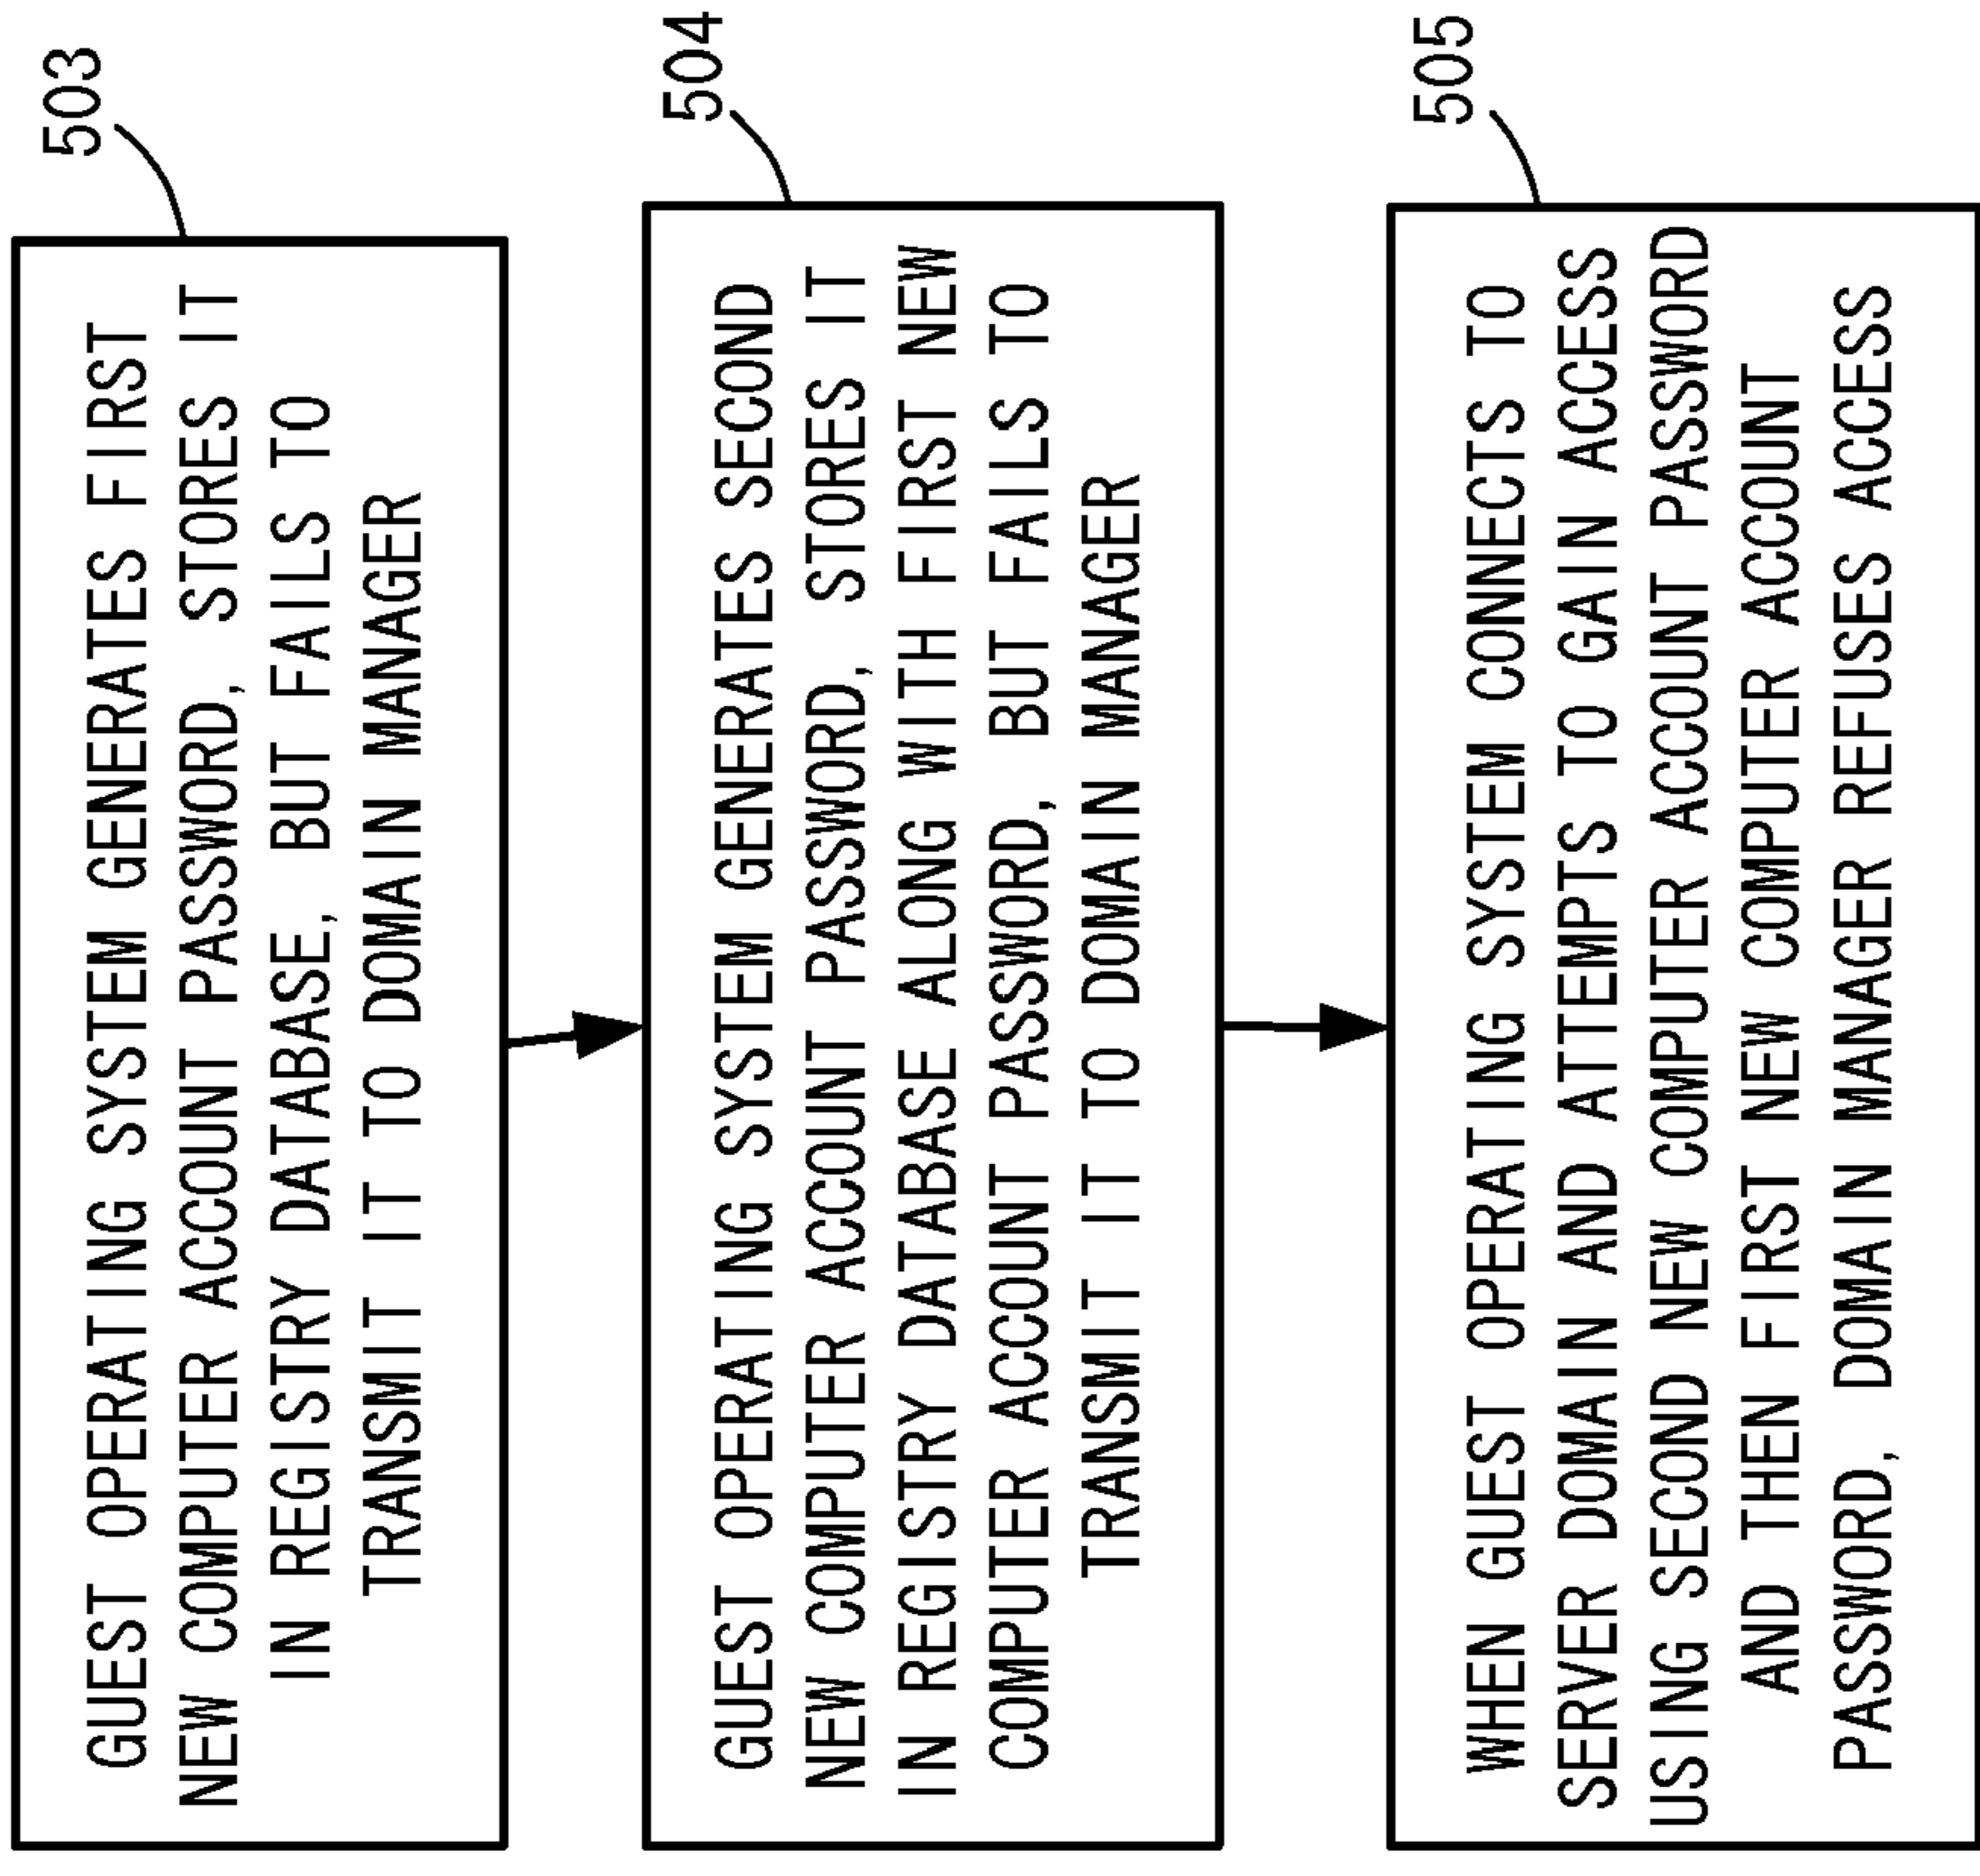 503
GUEST OPERATING SYSTEM GENERATES FIRST
NEW COMPUTER ACCOUNT PASSWORD, STORES IT
IN REGISTRY DATABASE, BUT FAILS TO
TRANSMIT IT TO DOMAIN MANAGER
504
GUEST OPERATING SYSTEM GENERATES SECOND
NEW COMPUTER ACCOUNT PASSWORD, STORES IT
IN REGISTRY DATABASE ALONG WITH FIRST NEW
COMPUTER ACCOUNT PASSWORD, BUT FAILS TO
TRANSMIT IT TO DOMAIN MANAGER
505
WHEN GUEST OPERATING SYSTEM CONNECTS TO
SERVER DOMAIN AND ATTEMPTS TO GAIN ACCESS
USING SECOND NEW COMPUTER ACCOUNT PASSWORD
AND THEN FIRST NEW COMPUTER ACCOUNT
PASSWORD, DOMAIN MANAGER REFUSES ACCESS